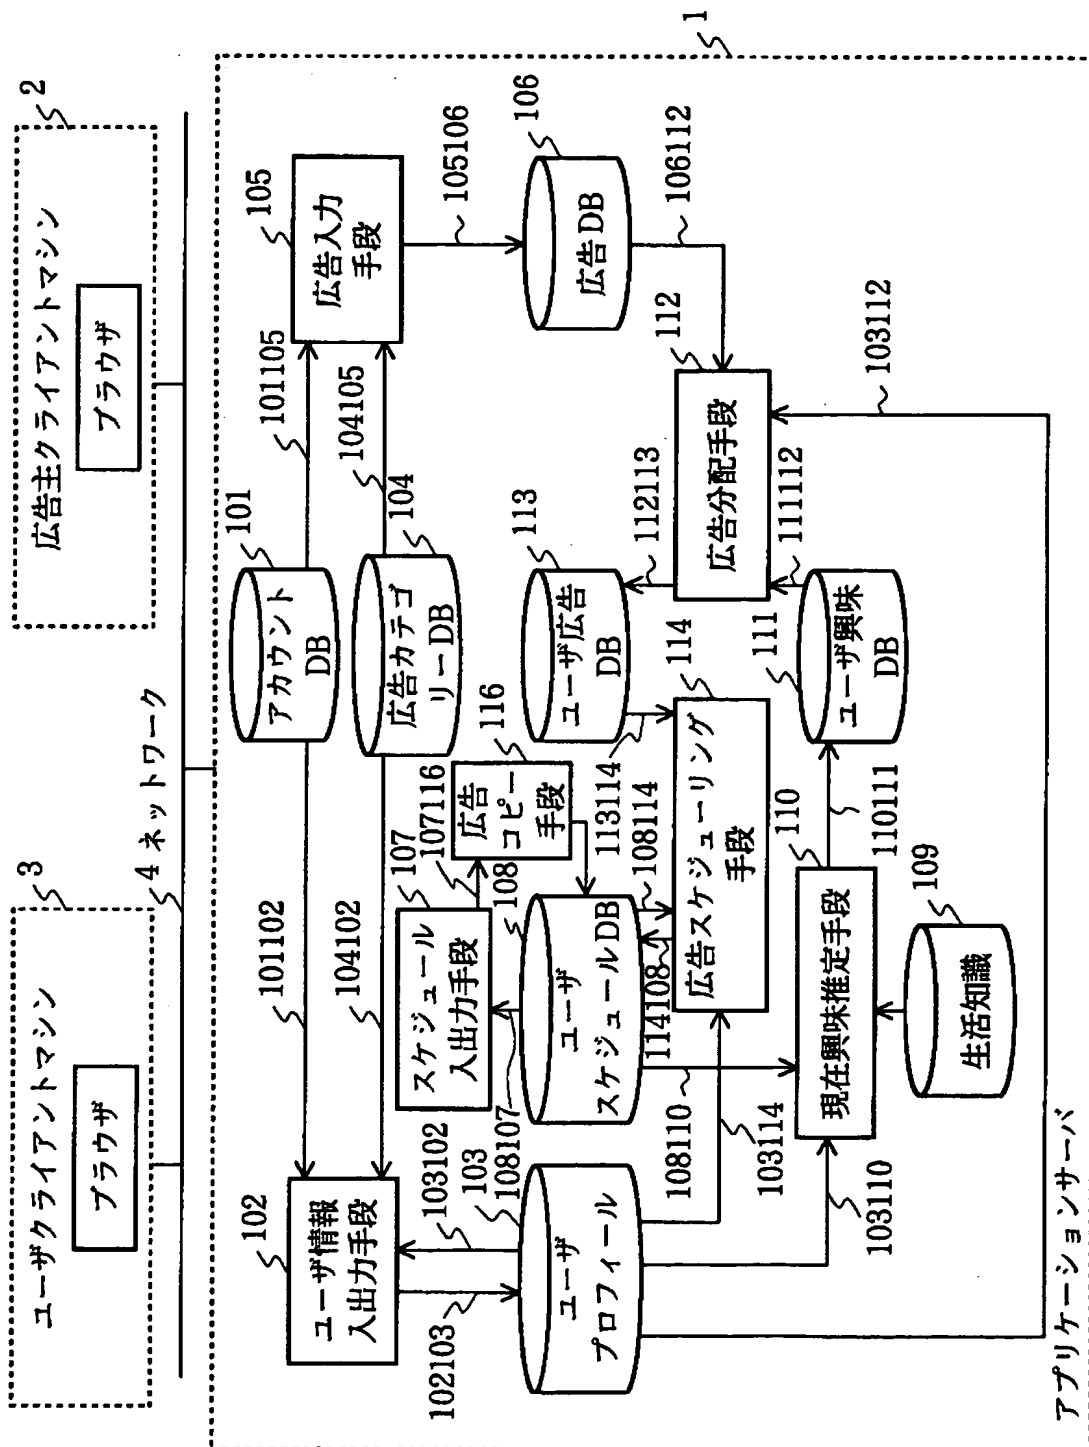 ユーザクライアントマシン
3
ブラウザ
広告主クライアントマシン
2
ブラウザ
4 ネットワーク
1
102
ユーザ情報
入出力手段
101102
101
アカウント
DB
101105
105
広告入力
手段
104102
広告カテゴ
リーDB
104
104105
102103
103102
103
108107
スケジュール
入出力手段
107
107116
広告
コピー
手段
116
105106
ユーザ
プロフィール
ユーザ
スケジュールDB
108
ユーザ広告
DB
113
広告DB
106
108110
103114
114108
108114
113114
広告スケジューリング
手段
114
112113
広告分配手段
112
106112
103110
現在興味推定手段
110
110111
ユーザ興味
DB
111
111112
103112
生活知識
109
アプリケーションサーバ